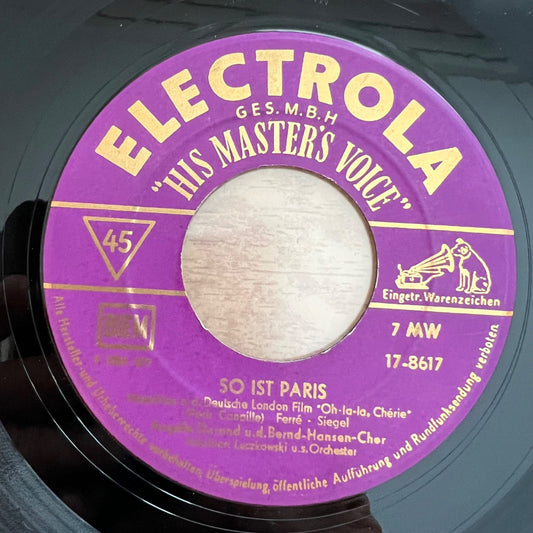 ELECTROLA
GES.M.B.H
"HIS MASTER'S VOICE"
45
Eingetr. Warenzeichen
7 MW
17-8617
SO IST PARIS
a.d. Deutsche London Film "Oh-la-la, Chérie"
Ferré - Siegel
u.d. Bernd-Hansen-Chor
Luczkowski u.s. Orchester
Alle Hersteller- und Urheberrechte vorbehalten. Überspielung, öffentliche Aufführung und Rundfunksendung verboten.